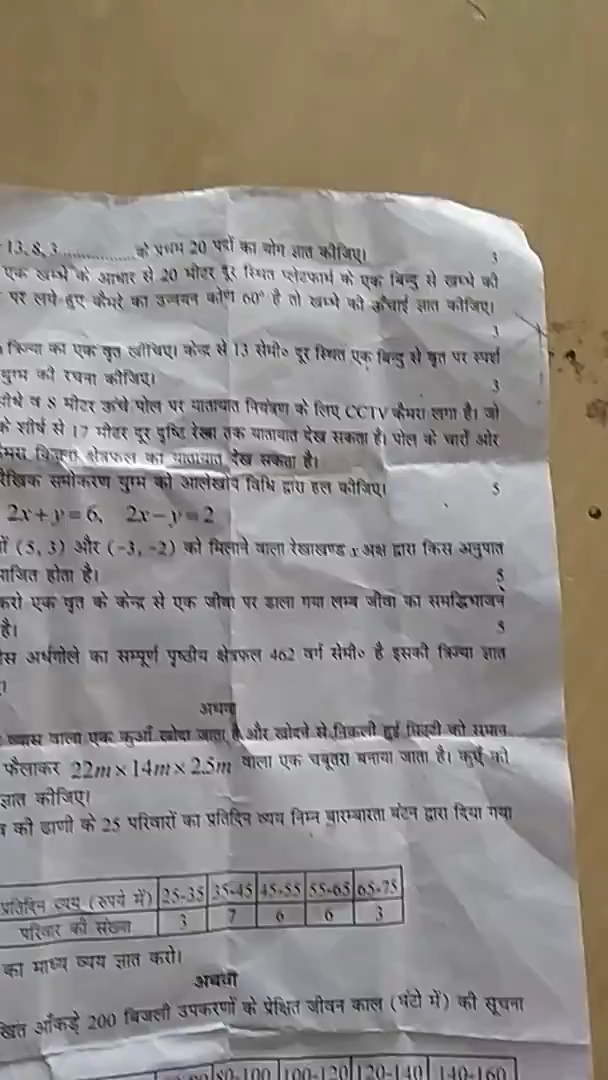 13, 8, 3............... के प्रथम 20 पदों का योग ज्ञात कीजिए। 3
एक खम्भे के आधार से 20 मीटर दूर स्थित प्लेटफार्म के एक बिन्दु से खम्भे की
पर लगे हुए कैमरे का उन्नयन कोण 60° है तो खम्भे की ऊँचाई ज्ञात कीजिए।
3
त्रिज्या का एक वृत खींचिए। केन्द्र से 13 सेमी० दूर स्थित एक बिन्दु से वृत पर स्पर्श
युग्म की रचना कीजिए। 3
सीधे व 8 मीटर ऊंचे पोल पर यातायात नियंत्रण के लिए CCTV कैमरा लगा है। जो
के शीर्ष से 17 मीटर दूर दृष्टि रेखा तक यातायात देख सकता है। पोल के चारों ओर
कितना क्षेत्रफल का यातायात देख सकता है।
रैखिक समीकरण युग्म को आलेखीय विधि द्वारा हल कीजिए। 5
2x+y=6, 2x-y=2
(5, 3) और (-3, -2) को मिलाने वाला रेखाखण्ड x अक्ष द्वारा किस अनुपात
होता है। 5
करो एक वृत के केन्द्र से एक जीवा पर डाला गया लम्ब जीवा का समद्विभाजन
है। 5
अर्धगोले का सम्पूर्ण पृष्ठीय क्षेत्रफल 462 वर्ग सेमी० है इसकी त्रिज्या ज्ञात
अथवा
व्यास वाला एक कुआँ खोदा जाता है और खोदने से निकली हुई मिट्टी को समान
फैलाकर 22m×14m×2.5m वाला एक चबूतरा बनाया जाता है। कुएँ की
ज्ञात कीजिए।
की ढाणी के 25 परिवारों का प्रतिदिन व्यय निम्न बारम्बारता बंटन द्वारा दिया गया
प्रतिदिन व्यय (रुपये में) 25-35 35-45 45-55 55-65 65-75
परिवार की संख्या 3 7 6 6 3
का माध्य व्यय ज्ञात करो।
अथवा
आँकड़े 200 बिजली उपकरणों के प्रेक्षित जीवन काल (घंटो में) की सूचना
80-100 100-120 120-140 140-160